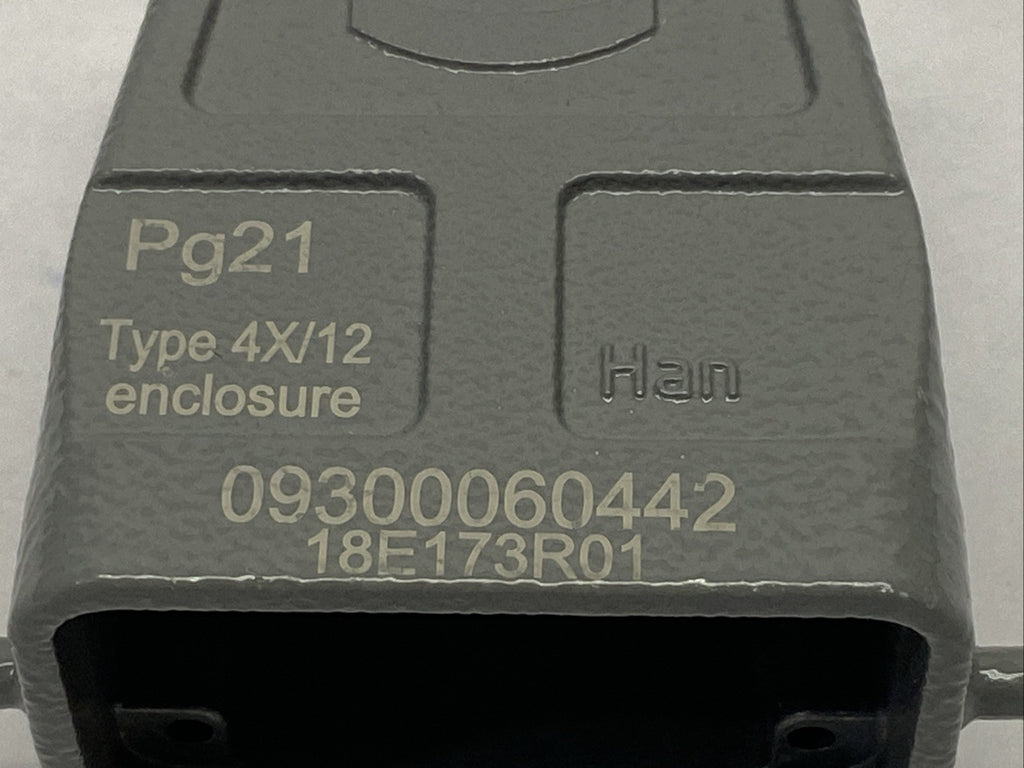 Pg21
Type 4X/12
enclosure
Han
09300060442
18E173R01